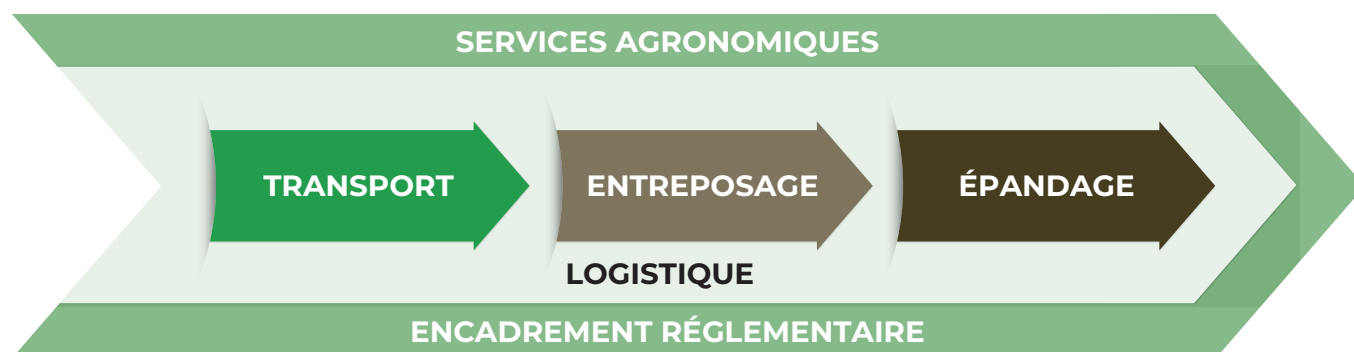 SERVICES AGRONOMIQUES
TRANSPORT
ENTREPOSAGE
ÉPANDAGE
LOGISTIQUE
ENCADREMENT RÉGLEMENTAIRE